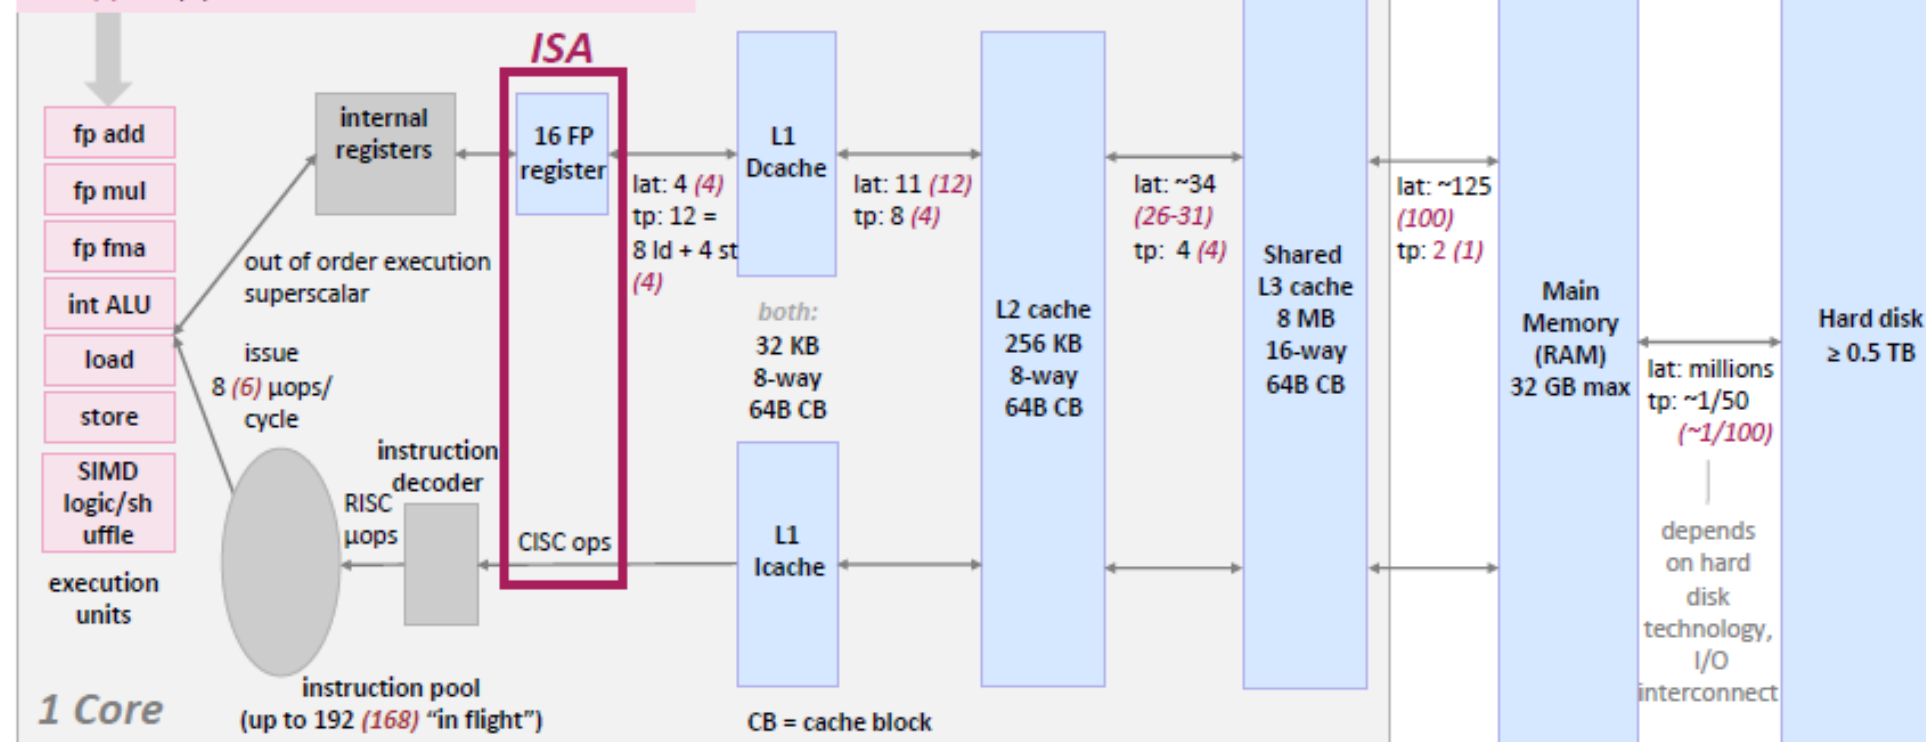 ISA
fp add
fp mul
fp fma
int ALU
load
store
SIMD
logic/sh
uffle
execution
units
internal
registers
out of order execution
superscalar
issue
8 (6) µops/
cycle
instruction
decoder
RISC
µops
CISC ops
instruction pool
(up to 192 (168) “in flight”)
1 Core
16 FP
register
lat: 4 (4)
tp: 12 =
8 ld + 4 st
(4)
L1
Dcache
both:
32 KB
8-way
64B CB
L1
Icache
CB = cache block
lat: 11 (12)
tp: 8 (4)
L2 cache
256 KB
8-way
64B CB
lat: ~34
(26-31)
tp: 4 (4)
Shared
L3 cache
8 MB
16-way
64B CB
lat: ~125
(100)
tp: 2 (1)
Main
Memory
(RAM)
32 GB max
lat: millions
tp: ~1/50
(~1/100)
depends
on hard
disk
technology,
I/O
interconnect
Hard disk
≥ 0.5 TB